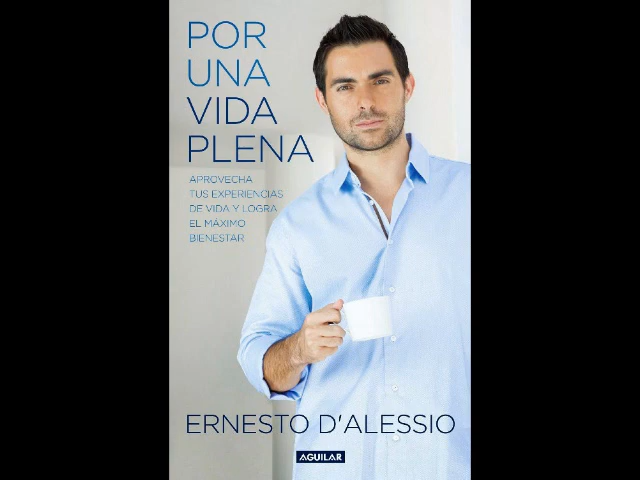 POR
UNA
VIDA
PLENA
APROVECHA
TUS EXPERIENCIAS
DE VIDA Y LOGRA
EL MÁXIMO
BIENESTAR
ERNESTO D'ALESSIO
AGUILAR